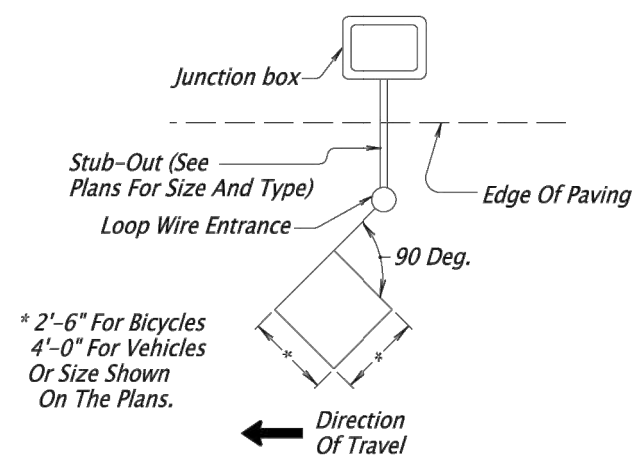 Junction box
Stub-Out (See
Plans For Size And Type)
Edge Of Paving
Loop Wire Entrance
90 Deg.
* 2'-6" For Bicycles
4'-0" For Vehicles
Or Size Shown
On The Plans.
*
*
Direction
Of Travel